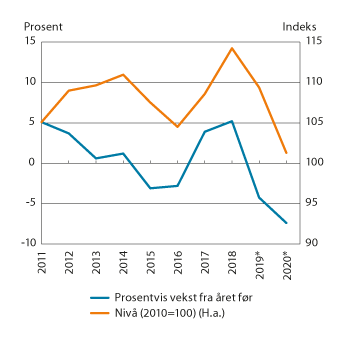 Prosent Indeks
15 115
10 110
5 105
0 100
-5 95
-10 90
2011 2012 2013 2014 2015 2016 2017 2018 2019* 2020*
Prosentvis vekst fra året før
Nivå (2010=100) (H.a.)